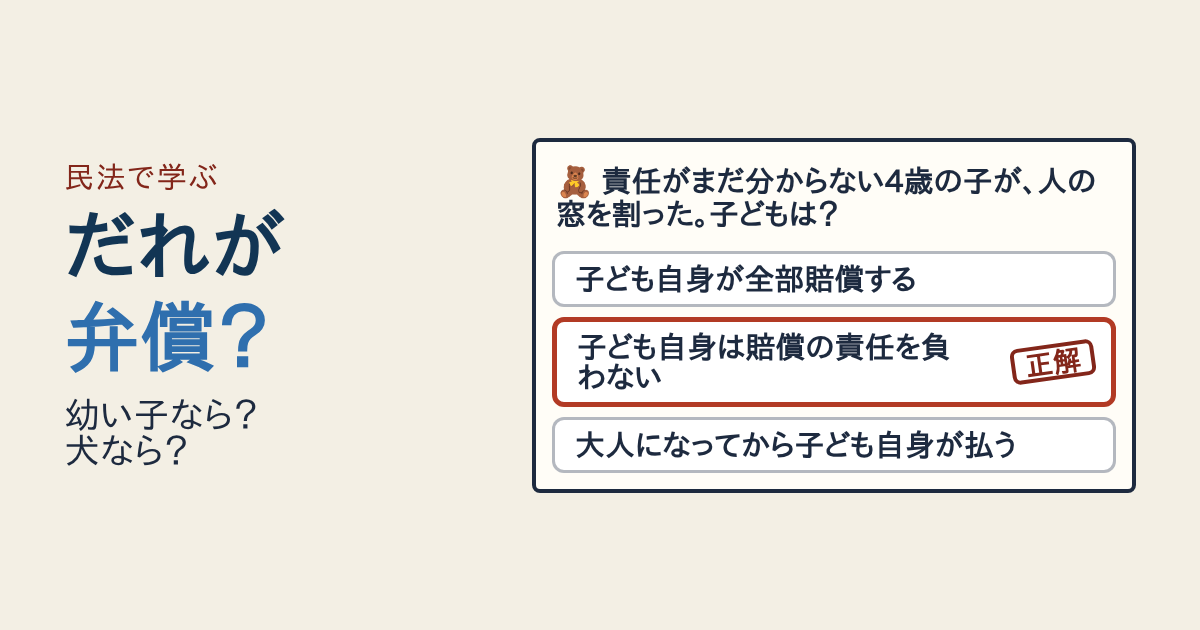 民法で学ぶ
だれが
弁償？
幼い子なら？
犬なら？
🧸 責任がまだ分からない4歳の子が、人の
窓を割った。子どもは？
子ども自身が全部賠償する
子ども自身は賠償の責任を負
わない
正解
大人になってから子ども自身が払う